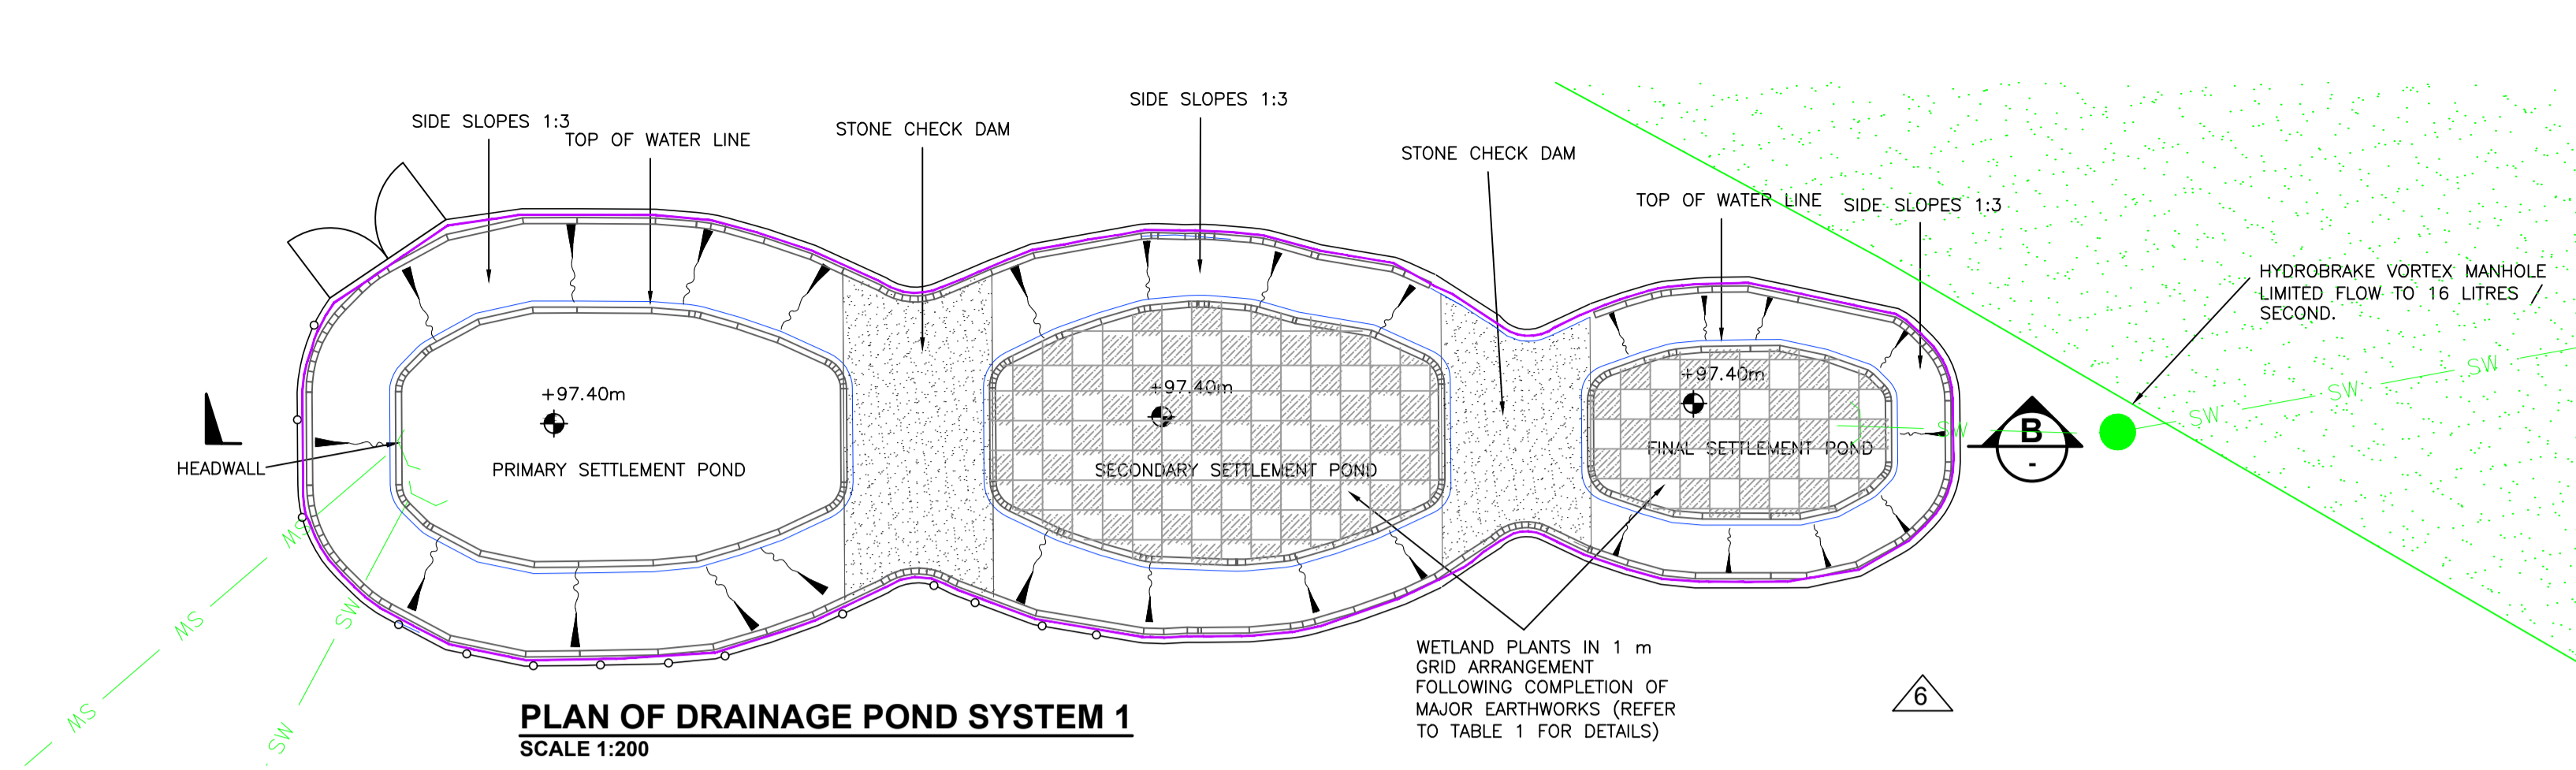 SIDE SLOPES 1:3
TOP OF WATER LINE
STONE CHECK DAM
SIDE SLOPES 1:3
STONE CHECK DAM
TOP OF WATER LINE
SIDE SLOPES 1:3
HYDROBRAKE VORTEX MANHOLE
LIMITED FLOW TO 16 LITRES /
SECOND.
+97.40m
+97.40m
+97.40m
HEADWALL
PRIMARY SETTLEMENT POND
SECONDARY SETTLEMENT POND
FINAL SETTLEMENT POND
SW
B
-
SW
SW
SW
SW
SW
SW
SW
SW
WETLAND PLANTS IN 1 m
GRID ARRANGEMENT
FOLLOWING COMPLETION OF
MAJOR EARTHWORKS (REFER
TO TABLE 1 FOR DETAILS)
6
PLAN OF DRAINAGE POND SYSTEM 1
SCALE 1:200